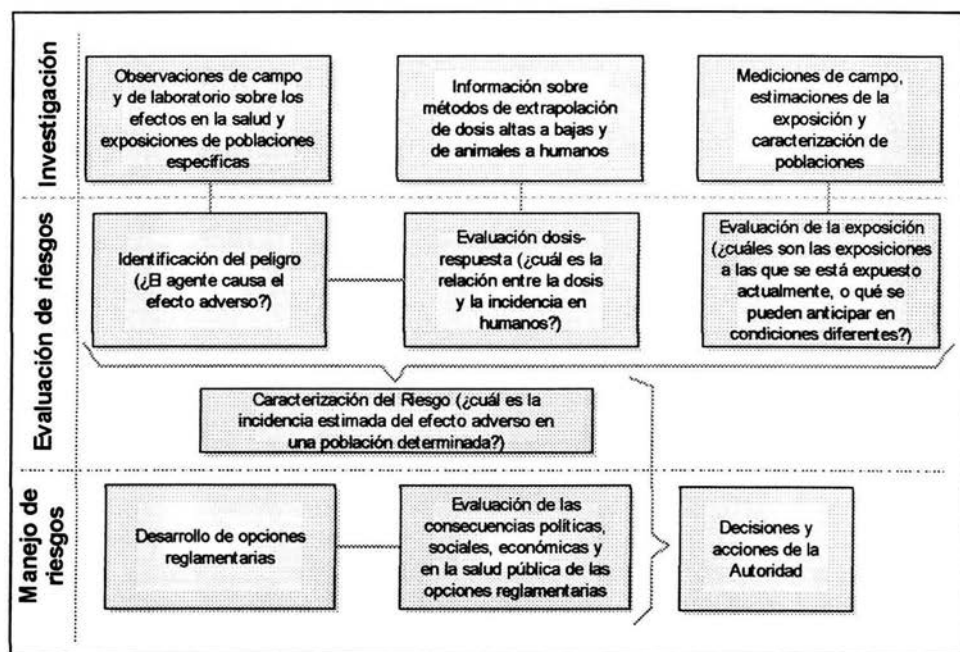 Investigación
Observaciones de campo
y de laboratorio sobre los
efectos en la salud y
exposiciones de poblaciones
específicas
Información sobre
métodos de extrapolación
de dosis altas a bajas y
de animales a humanos
Mediciones de campo,
estimaciones de la
exposición y
caracterización de
poblaciones
Evaluación de riesgos
Identificación del peligro
(¿El agente causa el
efecto adverso?)
Evaluación dosis-
respuesta (¿cuál es la
relación entre la dosis
y la incidencia en
humanos?)
Evaluación de la exposición
(¿cuáles son las exposiciones
a las que se está expuesto
actualmente, o qué se
pueden anticipar en
condiciones diferentes?)
Caracterización del Riesgo (¿cuál es la
incidencia estimada del efecto adverso en
una población determinada?)
Manejo de
riesgos
Desarrollo de opciones
reglamentarias
Evaluación de las
consecuencias políticas,
sociales, económicas y
en la salud pública de las
opciones reglamentarias
Decisiones y
acciones de la
Autoridad